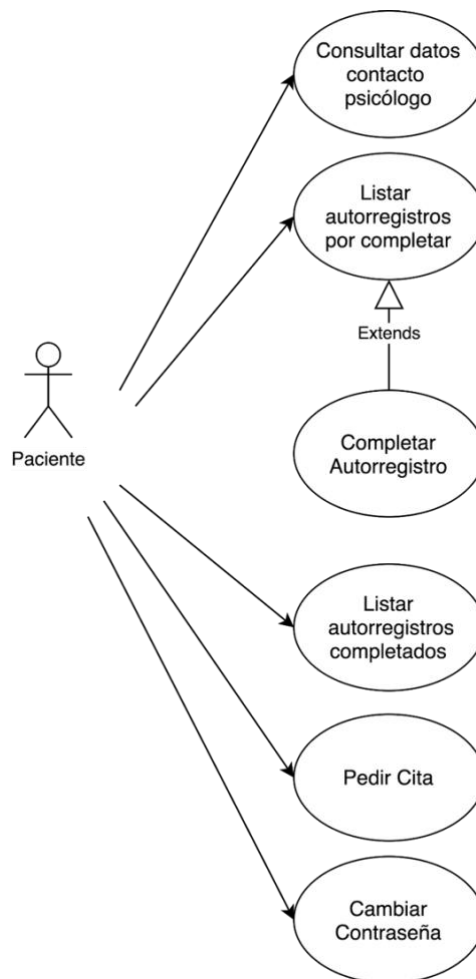 Consultar datos
contacto
psicólogo
Listar
autorregistros
por completar
Extends
Paciente
Completar
Autorregistro
Listar
autorregistros
completados
Pedir Cita
Cambiar
Contraseña